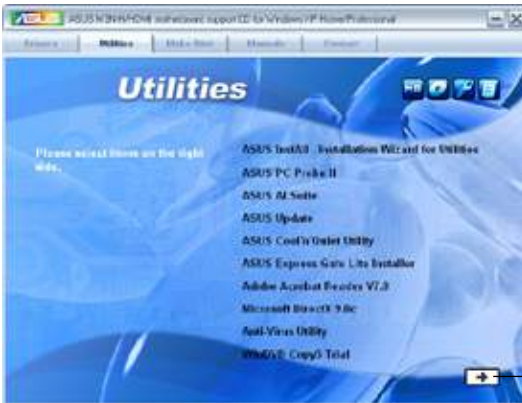 ASUS M3N-H/HDMI motherboard support CD for Windows XP Home/Professional
Drivers Utilities Make Disk Manuals Contact
Utilities
Please select items on the right side.
ASUS InstAll - Installation Wizard for Utilities
ASUS PC Probe II
ASUS AI Suite
ASUS Update
ASUS Cool'n'Quiet Utility
ASUS Express Gate Lite Installer
Adobe Acrobat Reader V7.0
Microsoft DirectX 9.0c
Anti-Virus Utility
WinDVD Copy5 Trial